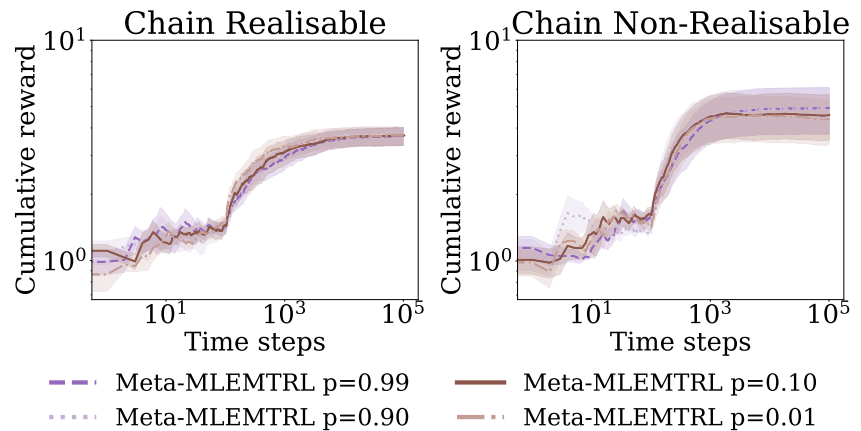 Chain Realisable
Chain Non-Realisable
Cumulative reward
10^1
10^0
10^1
10^3
10^5
Time steps
Cumulative reward
10^1
10^0
10^1
10^3
10^5
Time steps
Meta-MLEMTRL p=0.99
Meta-MLEMTRL p=0.10
Meta-MLEMTRL p=0.90
Meta-MLEMTRL p=0.01